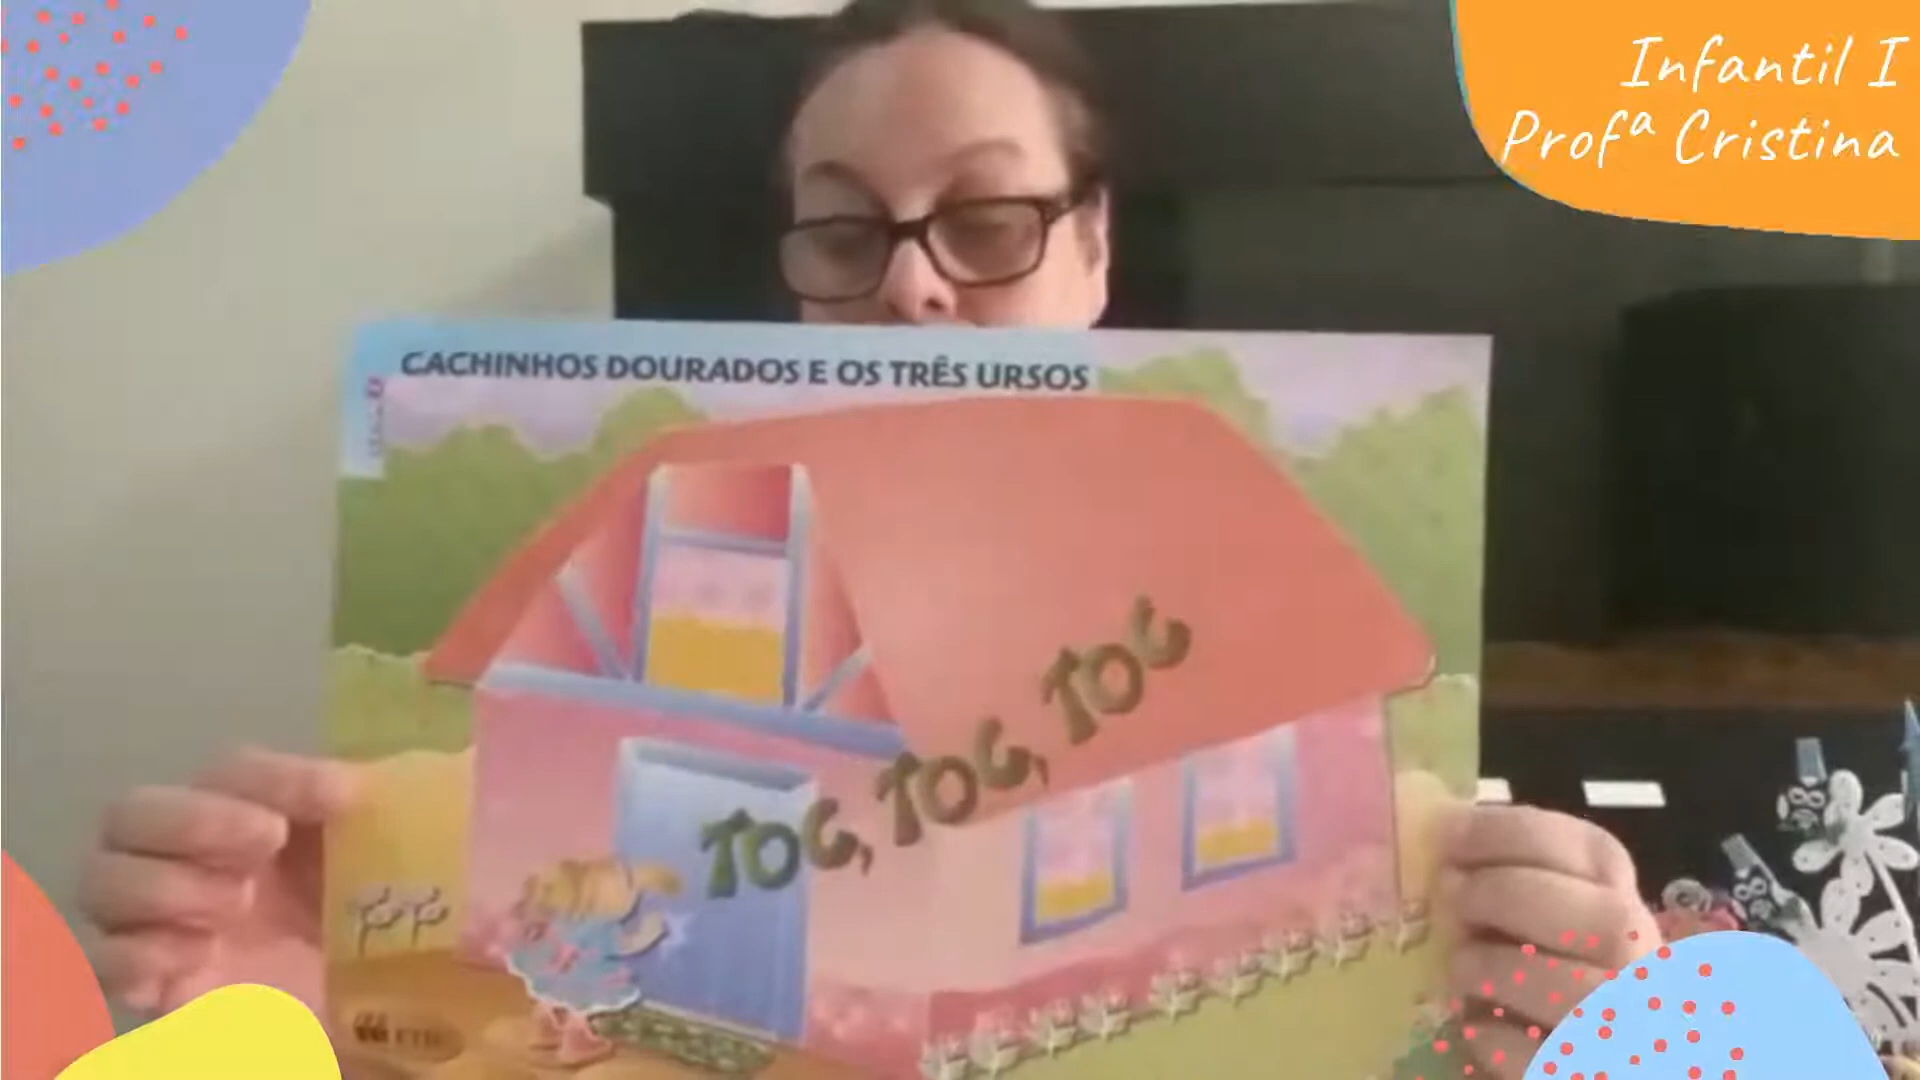 Infantil I
Profª Cristina
CACHINHOS DOURADOS E OS TRÊS URSOS
TOC, TOC, TOC